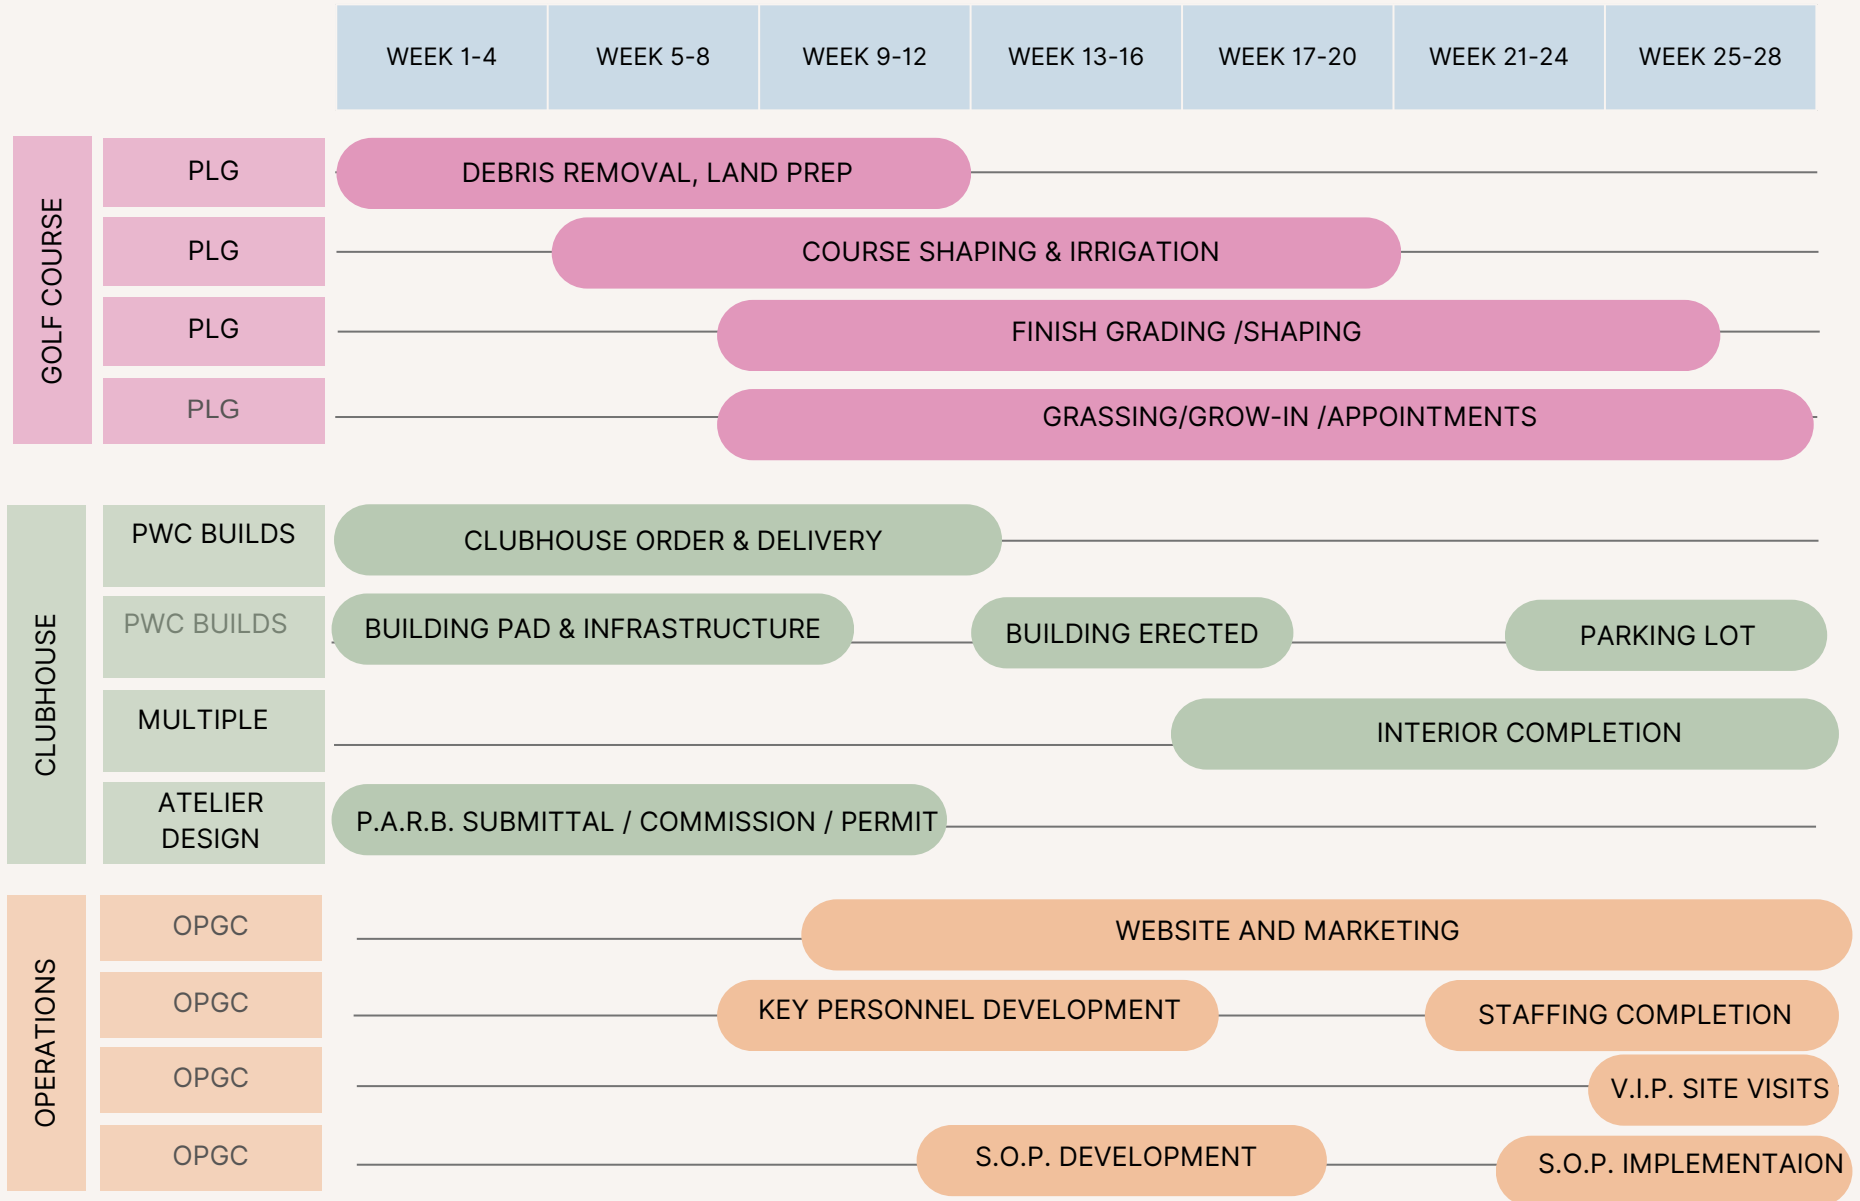 WEEK 1-4
WEEK 5-8
WEEK 9-12
WEEK 13-16
WEEK 17-20
WEEK 21-24
WEEK 25-28
GOLF COURSE
PLG
DEBRIS REMOVAL, LAND PREP
PLG
COURSE SHAPING & IRRIGATION
PLG
FINISH GRADING /SHAPING
PLG
GRASSING/GROW-IN /APPOINTMENTS
CLUBHOUSE
PWC BUILDS
CLUBHOUSE ORDER & DELIVERY
PWC BUILDS
BUILDING PAD & INFRASTRUCTURE
BUILDING ERECTED
PARKING LOT
MULTIPLE
INTERIOR COMPLETION
ATELIER
DESIGN
P.A.R.B. SUBMITTAL / COMMISSION / PERMIT
OPERATIONS
OPGC
WEBSITE AND MARKETING
OPGC
KEY PERSONNEL DEVELOPMENT
STAFFING COMPLETION
OPGC
V.I.P. SITE VISITS
OPGC
S.O.P. DEVELOPMENT
S.O.P. IMPLEMENTAION